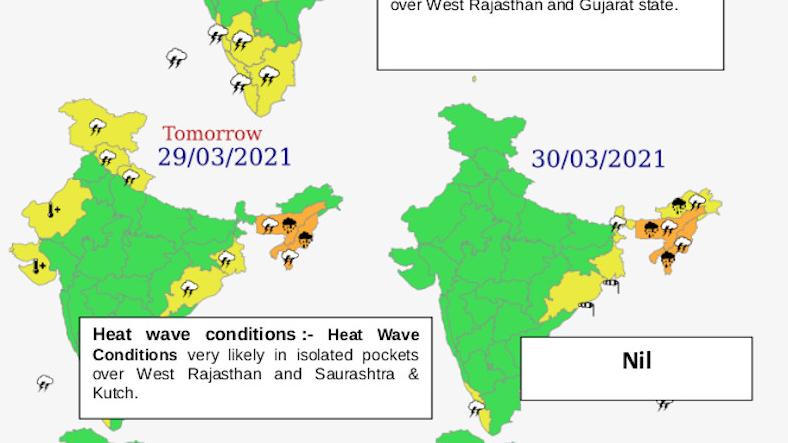 over West Rajasthan and Gujarat state.
Tomorrow
29/03/2021
30/03/2021
Heat wave conditions :- Heat Wave
Conditions very likely in isolated pockets
over West Rajasthan and Saurashtra &
Kutch.
Nil